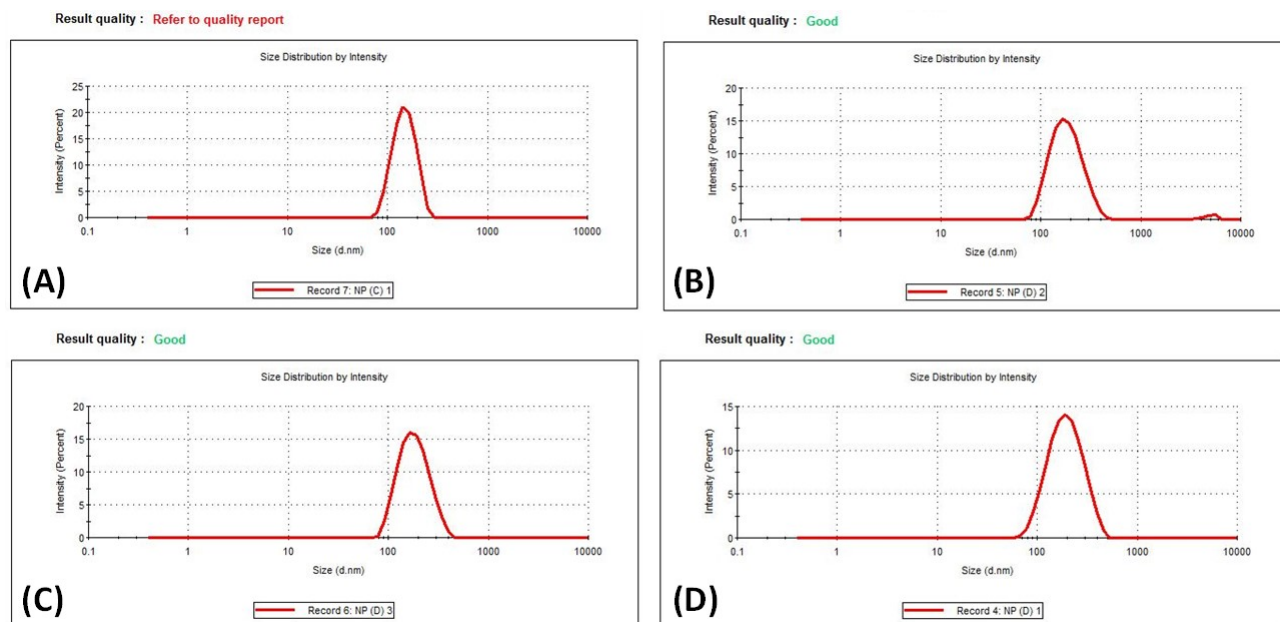 Result quality : Refer to quality report
Size Distribution by Intensity
25
20
15
10
5
0
Intensity (Percent)
0.1 1 10 100 1000 10000
Size (d.nm)
Record 7: NP (C) 1
(A)
Result quality : Good
Size Distribution by Intensity
20
15
10
5
0
Intensity (Percent)
0.1 1 10 100 1000 10000
Size (d.nm)
Record 5: NP (D) 2
(B)
Result quality : Good
Size Distribution by Intensity
20
15
10
5
0
Intensity (Percent)
0.1 1 10 100 1000 10000
Size (d.nm)
Record 6: NP (D) 3
(C)
Result quality : Good
Size Distribution by Intensity
15
10
5
0
Intensity (Percent)
0.1 1 10 100 1000 10000
Size (d.nm)
Record 4: NP (D) 1
(D)